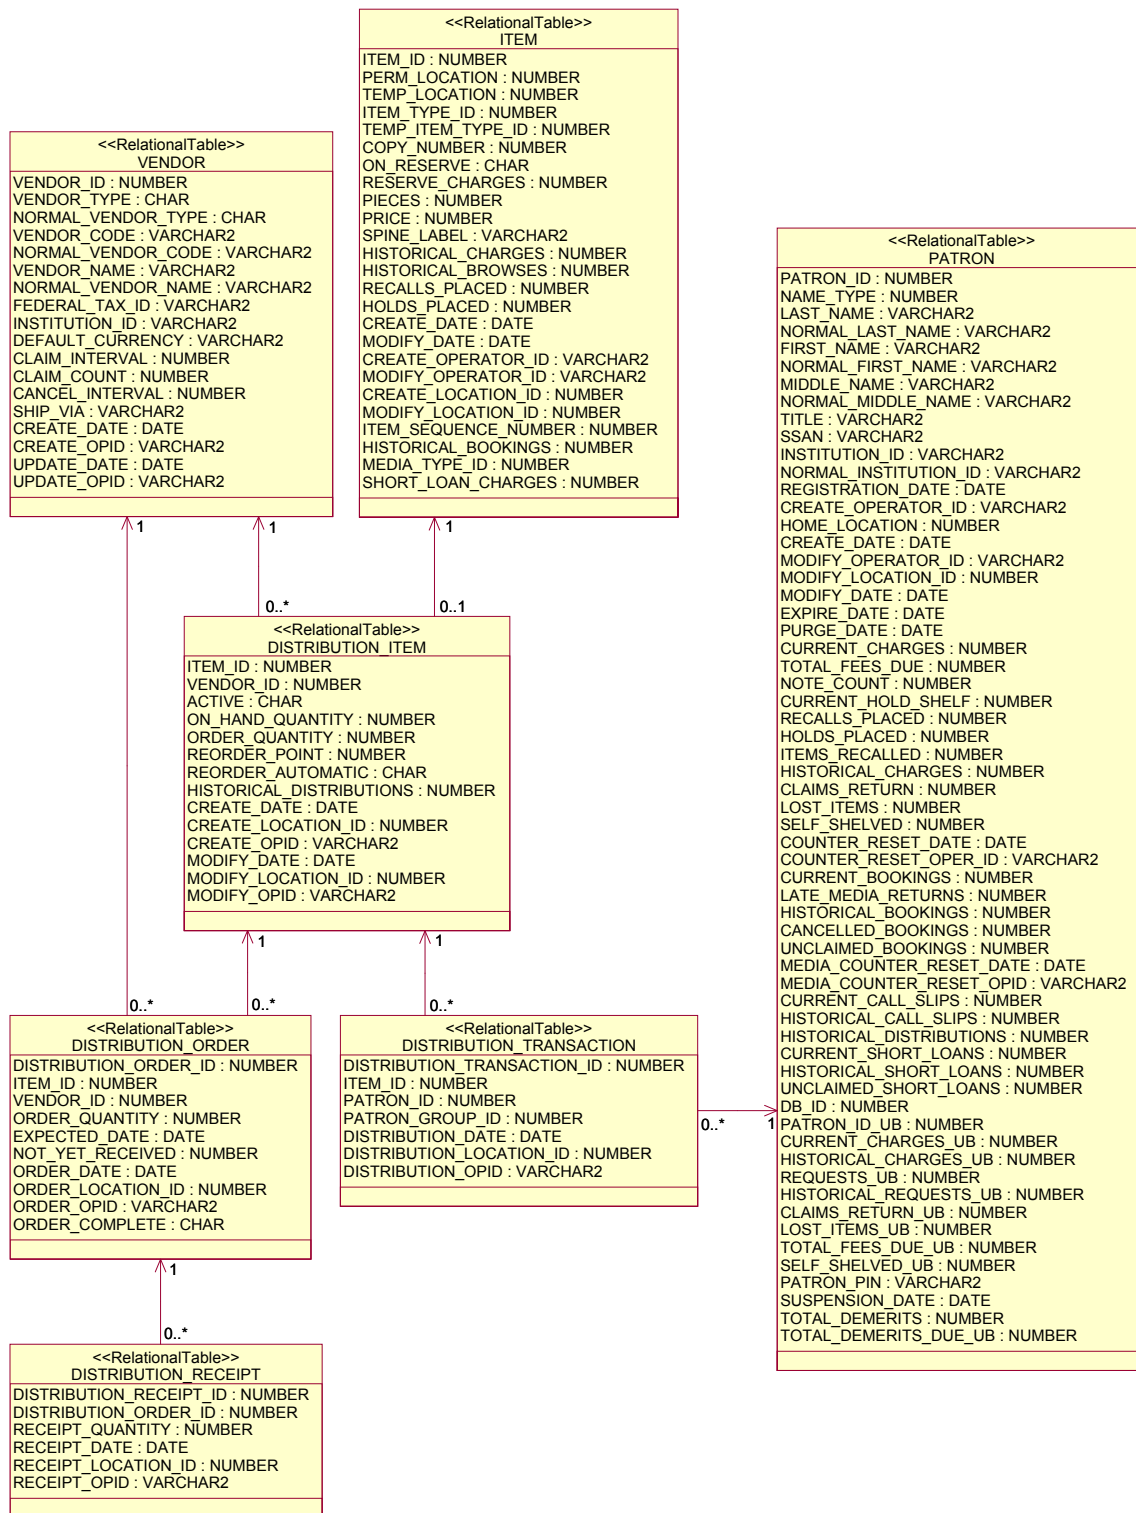 <<RelationalTable>>
ITEM
ITEM_ID : NUMBER
PERM_LOCATION : NUMBER
TEMP_LOCATION : NUMBER
ITEM_TYPE_ID : NUMBER
TEMP_ITEM_TYPE_ID : NUMBER
COPY_NUMBER : NUMBER
ON_RESERVE : CHAR
RESERVE_CHARGES : NUMBER
PIECES : NUMBER
PRICE : NUMBER
SPINE_LABEL : VARCHAR2
HISTORICAL_CHARGES : NUMBER
HISTORICAL_BROWSES : NUMBER
RECALLS_PLACED : NUMBER
HOLDS_PLACED : NUMBER
CREATE_DATE : DATE
MODIFY_DATE : DATE
CREATE_OPERATOR_ID : VARCHAR2
MODIFY_OPERATOR_ID : VARCHAR2
CREATE_LOCATION_ID : NUMBER
MODIFY_LOCATION_ID : NUMBER
ITEM_SEQUENCE_NUMBER : NUMBER
HISTORICAL_BOOKINGS : NUMBER
MEDIA_TYPE_ID : NUMBER
SHORT_LOAN_CHARGES : NUMBER
<<RelationalTable>>
VENDOR
VENDOR_ID : NUMBER
VENDOR_TYPE : CHAR
NORMAL_VENDOR_TYPE : CHAR
VENDOR_CODE : VARCHAR2
NORMAL_VENDOR_CODE : VARCHAR2
VENDOR_NAME : VARCHAR2
NORMAL_VENDOR_NAME : VARCHAR2
FEDERAL_TAX_ID : VARCHAR2
INSTITUTION_ID : VARCHAR2
DEFAULT_CURRENCY : VARCHAR2
CLAIM_INTERVAL : NUMBER
CLAIM_COUNT : NUMBER
CANCEL_INTERVAL : NUMBER
SHIP_VIA : VARCHAR2
CREATE_DATE : DATE
CREATE_OPID : VARCHAR2
UPDATE_DATE : DATE
UPDATE_OPID : VARCHAR2
<<RelationalTable>>
PATRON
PATRON_ID : NUMBER
NAME_TYPE : NUMBER
LAST_NAME : VARCHAR2
NORMAL_LAST_NAME : VARCHAR2
FIRST_NAME : VARCHAR2
NORMAL_FIRST_NAME : VARCHAR2
MIDDLE_NAME : VARCHAR2
NORMAL_MIDDLE_NAME : VARCHAR2
TITLE : VARCHAR2
SSAN : VARCHAR2
INSTITUTION_ID : VARCHAR2
NORMAL_INSTITUTION_ID : VARCHAR2
REGISTRATION_DATE : DATE
CREATE_OPERATOR_ID : VARCHAR2
HOME_LOCATION : NUMBER
CREATE_DATE : DATE
MODIFY_OPERATOR_ID : VARCHAR2
MODIFY_LOCATION_ID : NUMBER
MODIFY_DATE : DATE
EXPIRE_DATE : DATE
PURGE_DATE : DATE
CURRENT_CHARGES : NUMBER
TOTAL_FEES_DUE : NUMBER
NOTE_COUNT : NUMBER
CURRENT_HOLD_SHELF : NUMBER
RECALLS_PLACED : NUMBER
HOLDS_PLACED : NUMBER
ITEMS_RECALLED : NUMBER
HISTORICAL_CHARGES : NUMBER
CLAIMS_RETURN : NUMBER
LOST_ITEMS : NUMBER
SELF_SHELVED : NUMBER
COUNTER_RESET_DATE : DATE
COUNTER_RESET_OPER_ID : VARCHAR2
CURRENT_BOOKINGS : NUMBER
LATE_MEDIA_RETURNS : NUMBER
HISTORICAL_BOOKINGS : NUMBER
CANCELLED_BOOKINGS : NUMBER
UNCLAIMED_BOOKINGS : NUMBER
MEDIA_COUNTER_RESET_DATE : DATE
MEDIA_COUNTER_RESET_OPID : VARCHAR2
CURRENT_CALL_SLIPS : NUMBER
HISTORICAL_CALL_SLIPS : NUMBER
HISTORICAL_DISTRIBUTIONS : NUMBER
CURRENT_SHORT_LOANS : NUMBER
HISTORICAL_SHORT_LOANS : NUMBER
UNCLAIMED_SHORT_LOANS : NUMBER
DB_ID : NUMBER
PATRON_ID_UB : NUMBER
CURRENT_CHARGES_UB : NUMBER
HISTORICAL_CHARGES_UB : NUMBER
REQUESTS_UB : NUMBER
HISTORICAL_REQUESTS_UB : NUMBER
CLAIMS_RETURN_UB : NUMBER
LOST_ITEMS_UB : NUMBER
TOTAL_FEES_DUE_UB : NUMBER
SELF_SHELVED_UB : NUMBER
PATRON_PIN : VARCHAR2
SUSPENSION_DATE : DATE
TOTAL_DEMERITS : NUMBER
TOTAL_DEMERITS_DUE_UB : NUMBER
1
1
1
0..*
0..1
<<RelationalTable>>
DISTRIBUTION_ITEM
ITEM_ID : NUMBER
VENDOR_ID : NUMBER
ACTIVE : CHAR
ON_HAND_QUANTITY : NUMBER
ORDER_QUANTITY : NUMBER
REORDER_POINT : NUMBER
REORDER_AUTOMATIC : CHAR
HISTORICAL_DISTRIBUTIONS : NUMBER
CREATE_DATE : DATE
CREATE_LOCATION_ID : NUMBER
CREATE_OPID : VARCHAR2
MODIFY_DATE : DATE
MODIFY_LOCATION_ID : NUMBER
MODIFY_OPID : VARCHAR2
1
1
0..*
0..*
0..*
<<RelationalTable>>
DISTRIBUTION_ORDER
DISTRIBUTION_ORDER_ID : NUMBER
ITEM_ID : NUMBER
VENDOR_ID : NUMBER
ORDER_QUANTITY : NUMBER
EXPECTED_DATE : DATE
NOT_YET_RECEIVED : NUMBER
ORDER_DATE : DATE
ORDER_LOCATION_ID : NUMBER
ORDER_OPID : VARCHAR2
ORDER_COMPLETE : CHAR
<<RelationalTable>>
DISTRIBUTION_TRANSACTION
DISTRIBUTION_TRANSACTION_ID : NUMBER
ITEM_ID : NUMBER
PATRON_ID : NUMBER
PATRON_GROUP_ID : NUMBER
DISTRIBUTION_DATE : DATE
DISTRIBUTION_LOCATION_ID : NUMBER
DISTRIBUTION_OPID : VARCHAR2
0..*
1
1
0..*
<<RelationalTable>>
DISTRIBUTION_RECEIPT
DISTRIBUTION_RECEIPT_ID : NUMBER
DISTRIBUTION_ORDER_ID : NUMBER
RECEIPT_QUANTITY : NUMBER
RECEIPT_DATE : DATE
RECEIPT_LOCATION_ID : NUMBER
RECEIPT_OPID : VARCHAR2